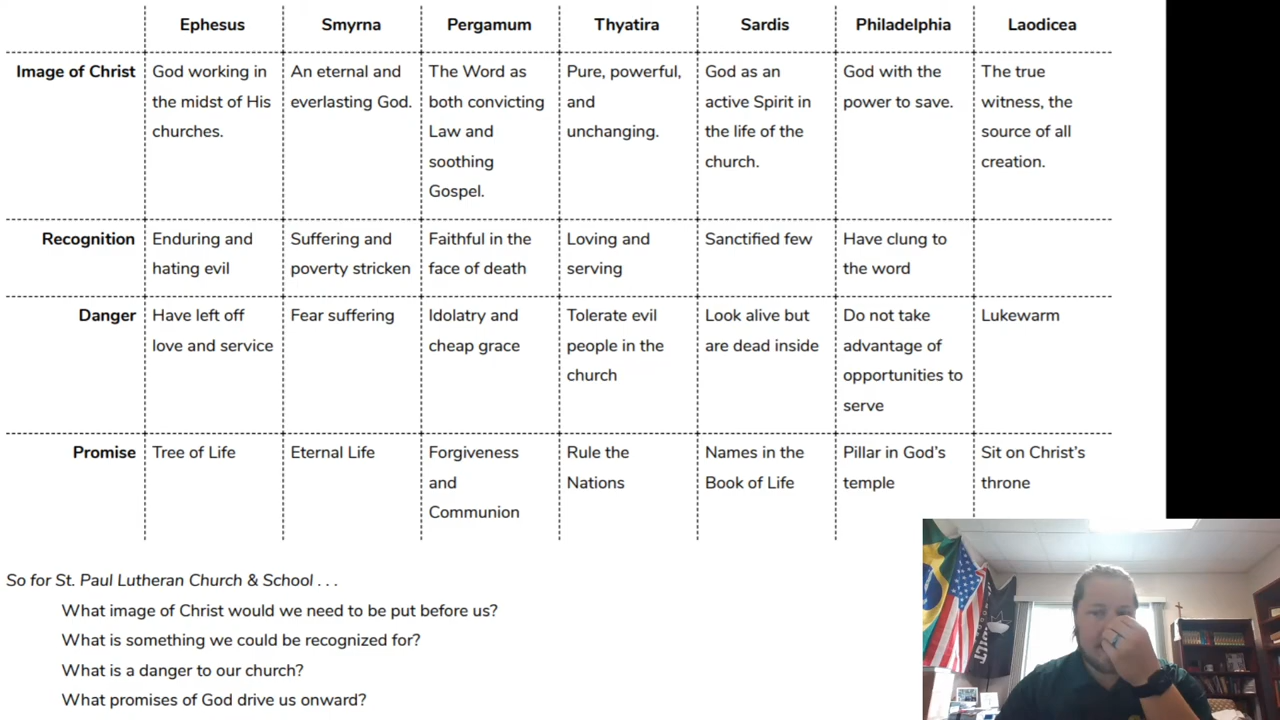 Ephesus Smyrna Pergamum Thyatira Sardis Philadelphia Laodicea
Image of Christ God working in An eternal and The Word as Pure, powerful, God as an God with the The true
the midst of His everlasting God. both convicting and active Spirit in power to save. witness, the
churches. Law and unchanging. the life of the source of all
soothing church. creation.
Gospel.
Recognition Enduring and Suffering and Faithful in the Loving and Sanctified few Have clung to
hating evil poverty stricken face of death serving the word
Danger Have left off Fear suffering Idolatry and Tolerate evil Look alive but Do not take Lukewarm
love and service cheap grace people in the are dead inside advantage of
church opportunities to
serve
Promise Tree of Life Eternal Life Forgiveness Rule the Names in the Pillar in God's Sit on Christ's
and Nations Book of Life temple throne
Communion
So for St. Paul Lutheran Church & School . . .
What image of Christ would we need to be put before us?
What is something we could be recognized for?
What is a danger to our church?
What promises of God drive us onward?